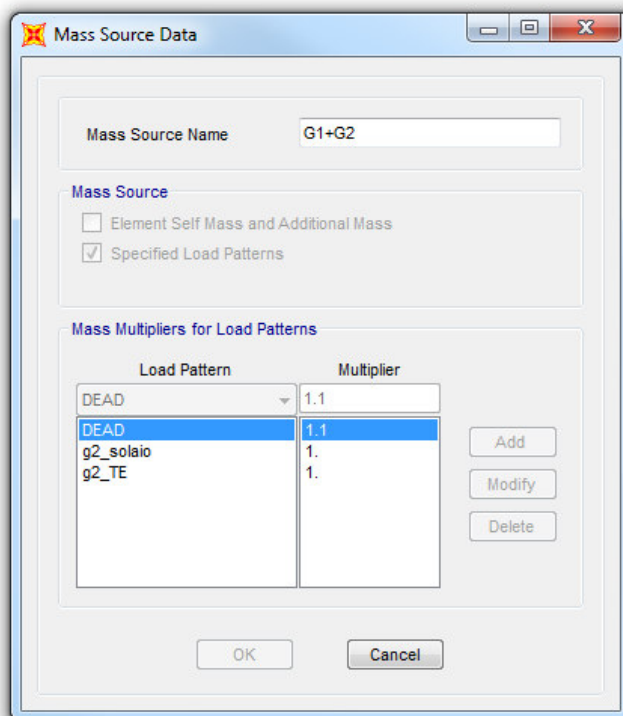 Mass Source Data
Mass Source Name G1+G2
Mass Source
Element Self Mass and Additional Mass
Specified Load Patterns
Mass Multipliers for Load Patterns
Load Pattern Multiplier
DEAD 1.1
DEAD 1.1
g2_solaio 1.
g2_TE 1.
Add
Modify
Delete
OK Cancel